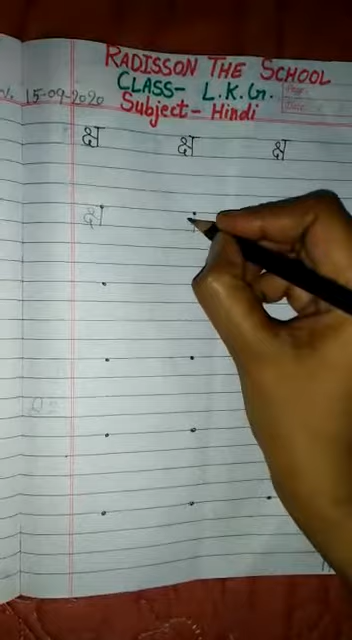 RADISSON THE SCHOOL
15-09-2020 CLASS- L.K.G.
Subject- Hindi
क्ष क्ष क्ष
क्ष